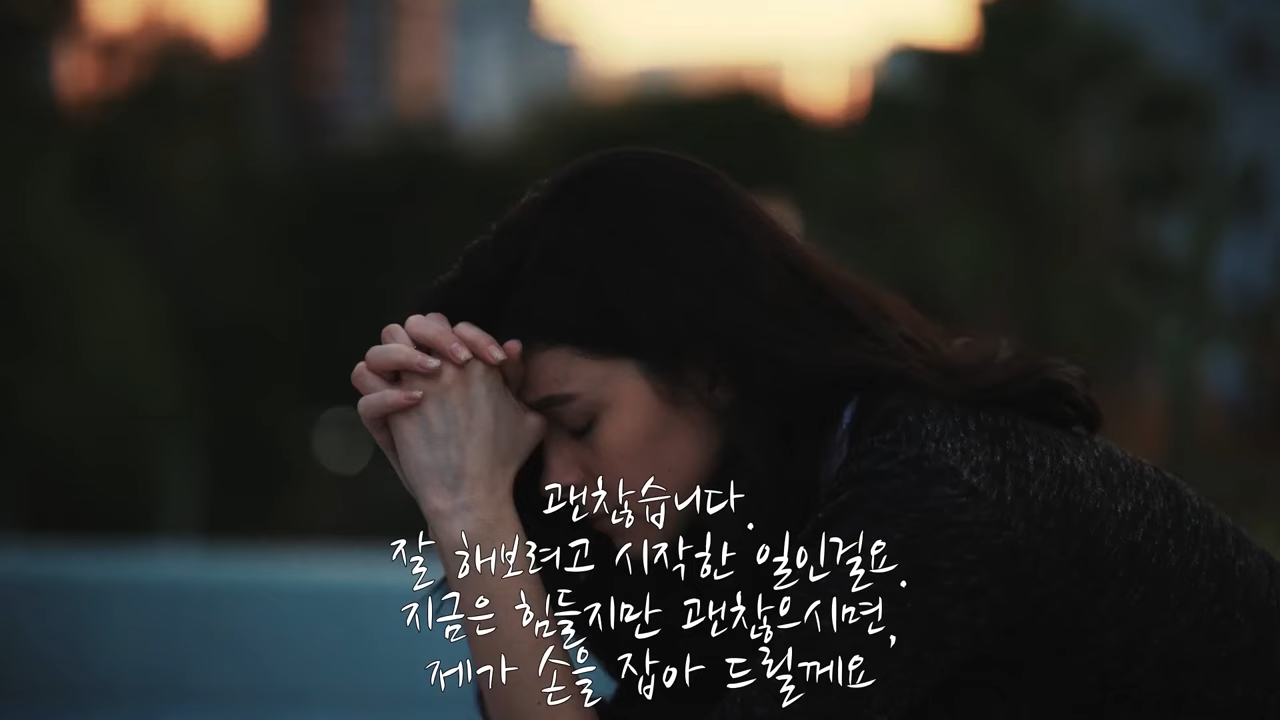 괜찮습니다.
잘 해보려고 시작한 일인걸요.
지금은 힘들지만 괜찮으시면,
제가 손을 잡아 드릴께요